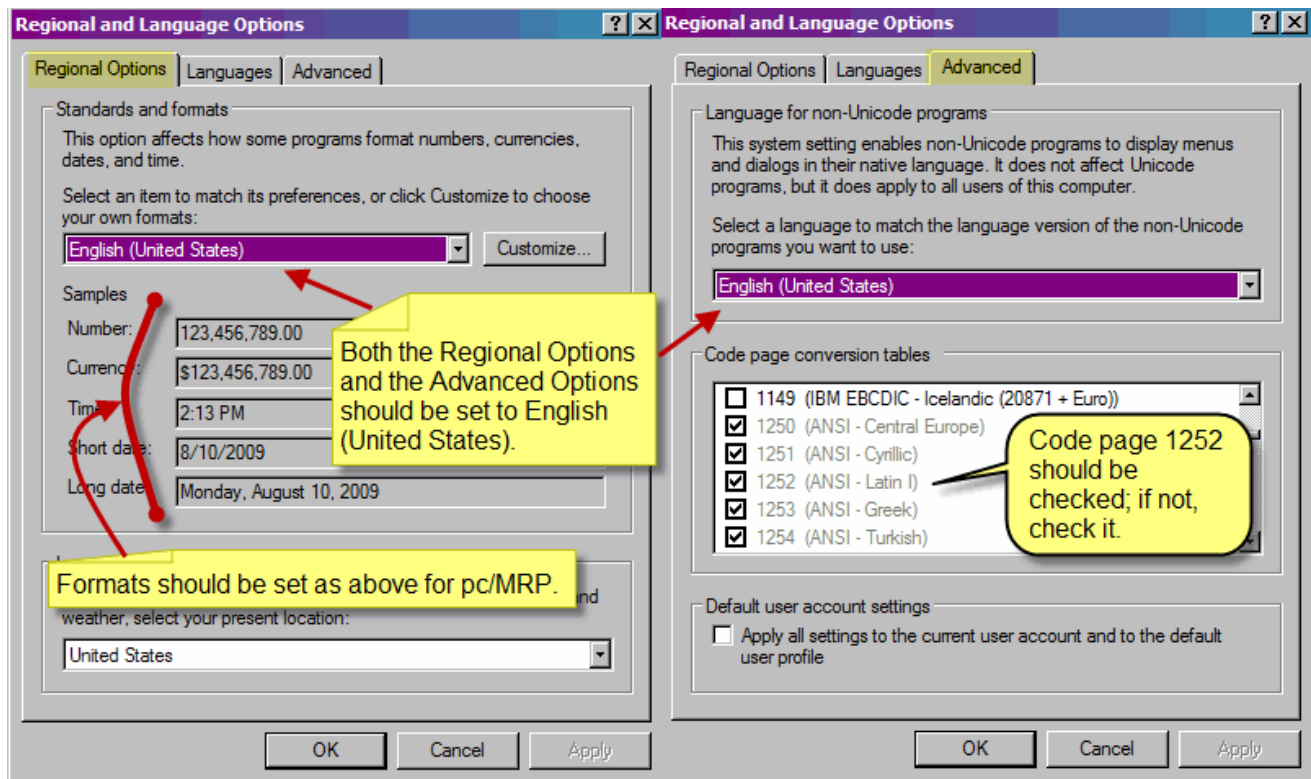 Regional and Language Options
Regional Options Languages Advanced
Standards and formats
This option affects how some programs format numbers, currencies,
dates, and time.
Select an item to match its preferences, or click Customize to choose
your own formats:
English (United States) Customize...
Samples
Number: 123,456,789.00
Currency: $123,456,789.00
Time: 2:13 PM
Short date: 8/10/2009
Long date: Monday, August 10, 2009
Both the Regional Options
and the Advanced Options
should be set to English
(United States).
Formats should be set as above for pc/MRP.
and
weather, select your present location:
United States
OK Cancel Apply
Regional and Language Options
Regional Options Languages Advanced
Language for non-Unicode programs
This system setting enables non-Unicode programs to display menus
and dialogs in their native language. It does not affect Unicode
programs, but it does apply to all users of this computer.
Select a language to match the language version of the non-Unicode
programs you want to use:
English (United States)
Code page conversion tables
1149 (IBM EBCDIC - Icelandic (20871 + Euro))
1250 (ANSI - Central Europe)
1251 (ANSI - Cyrillic)
1252 (ANSI - Latin I)
1253 (ANSI - Greek)
1254 (ANSI - Turkish)
Code page 1252
should be
checked; if not,
check it.
Default user account settings
Apply all settings to the current user account and to the default
user profile
OK Cancel Apply